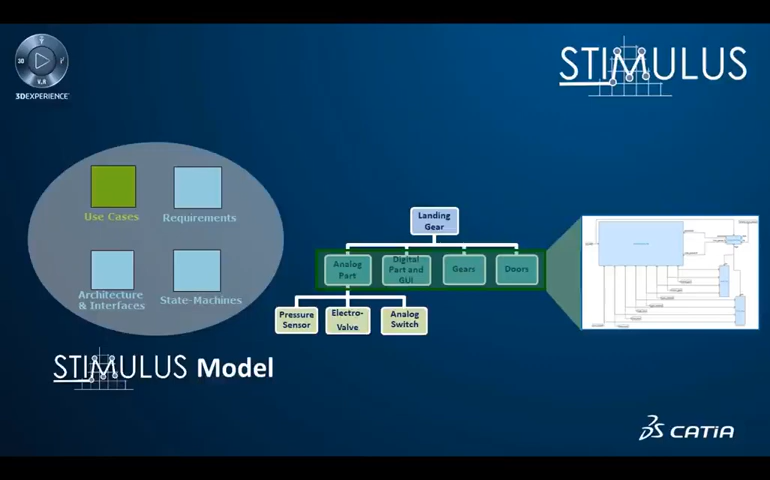 3D
V.R
3DEXPERIENCE
STIMULUS
Use Cases
Requirements
Architecture
& Interfaces
State-Machines
STIMULUS Model
Landing
Gear
Analog
Part
Digital
Part and
GUI
Gears
Doors
Pressure
Sensor
Electro-
Valve
Analog
Switch
CATIA